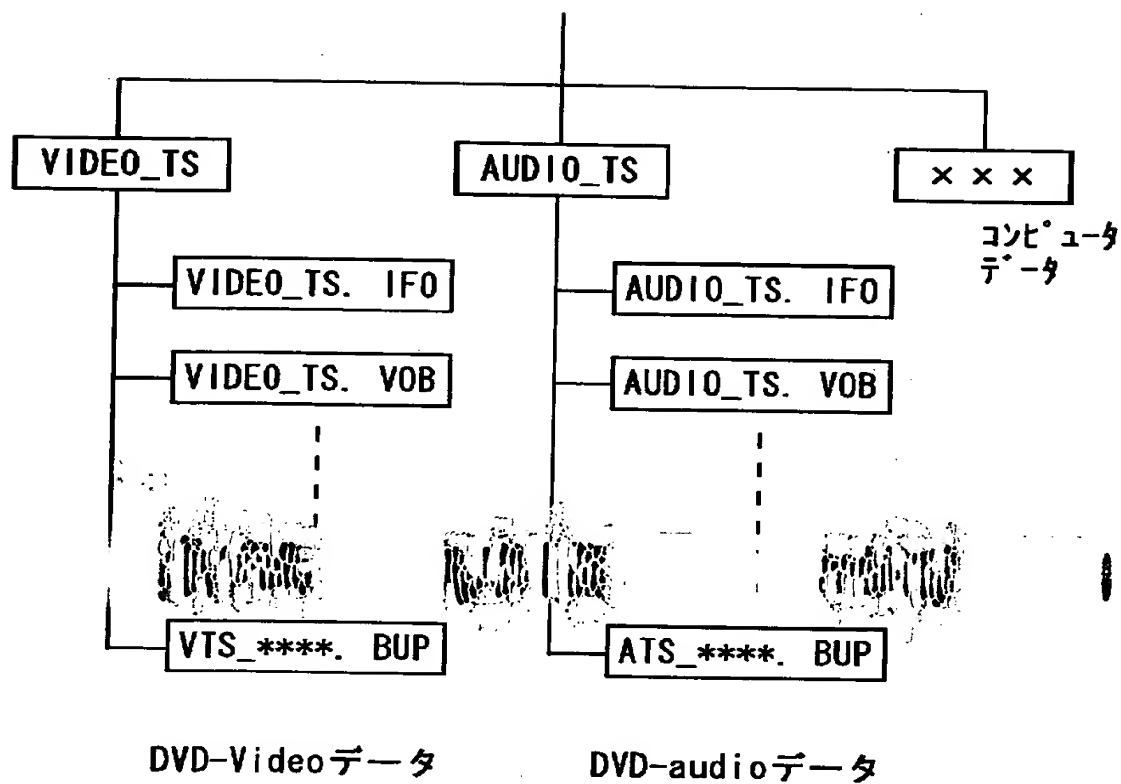 VIDEO_TS
AUDIO_TS
×××
コンピュータ
データ
VIDEO_TS. IFO
AUDIO_TS. IFO
VIDEO_TS. VOB
AUDIO_TS. VOB
VTS_****. BUP
ATS_****. BUP
DVD-Videoデータ
DVD-audioデータ